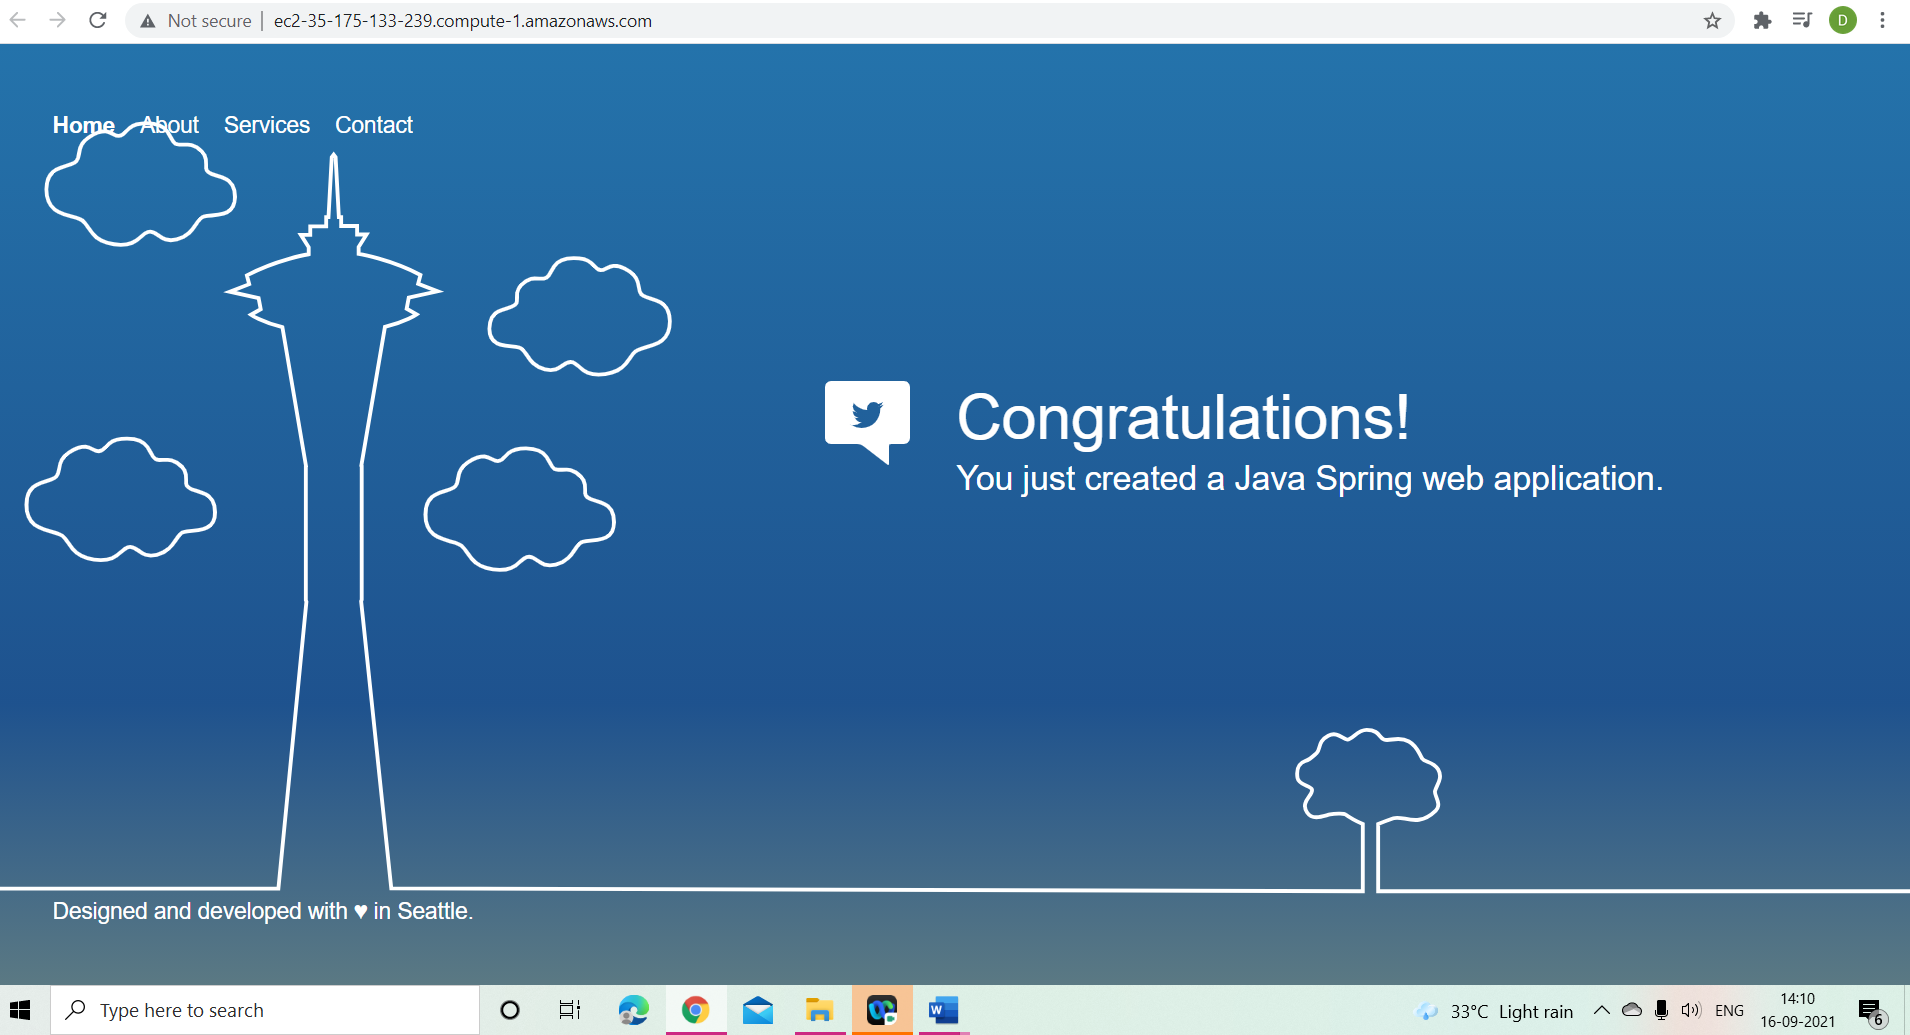 Not secure | ec2-35-175-133-239.compute-1.amazonaws.com
D
Home About Services Contact
Congratulations!
You just created a Java Spring web application.
Designed and developed with ♥ in Seattle.
Type here to search
W
33°C Light rain
ENG
14:10
16-09-2021
6